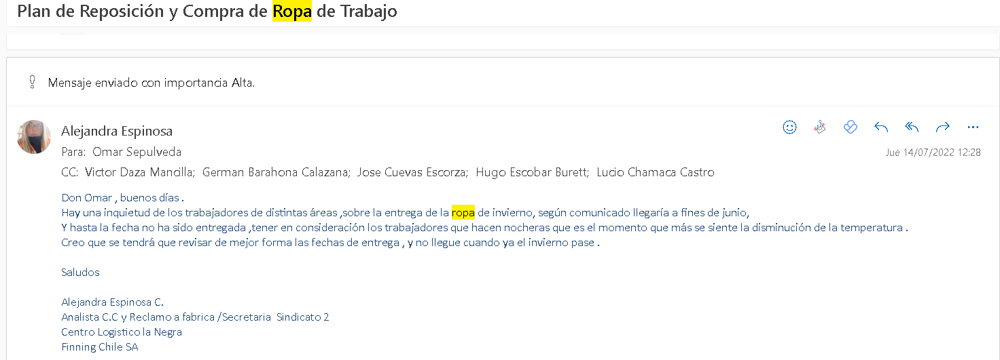 Plan de Reposición y Compra de Ropa de Trabajo
Mensaje enviado con importancia Alta.
Alejandra Espinosa
Para: Omar Sepulveda
Jue 14/07/2022 12:28
CC: Victor Daza Mancilla; German Barahona Calazana; Jose Cuevas Escorza; Hugo Escobar Burett; Lucio Chamaca Castro
Don Omar , buenos días .
Hay una inquietud de los trabajadores de distintas áreas ,sobre la entrega de la ropa de invierno, según comunicado llegaría a fines de junio,
Y hasta la fecha no ha sido entregada ,tener en consideración los trabajadores que hacen nocheras que es el momento que más se siente la disminución de la temperatura .
Creo que se tendrá que revisar de mejor forma las fechas de entrega , y no llegue cuando ya el invierno pase .
Saludos
Alejandra Espinosa C.
Analista C.C y Reclamo a fabrica /Secretaria Sindicato 2
Centro Logistico la Negra
Finning Chile SA